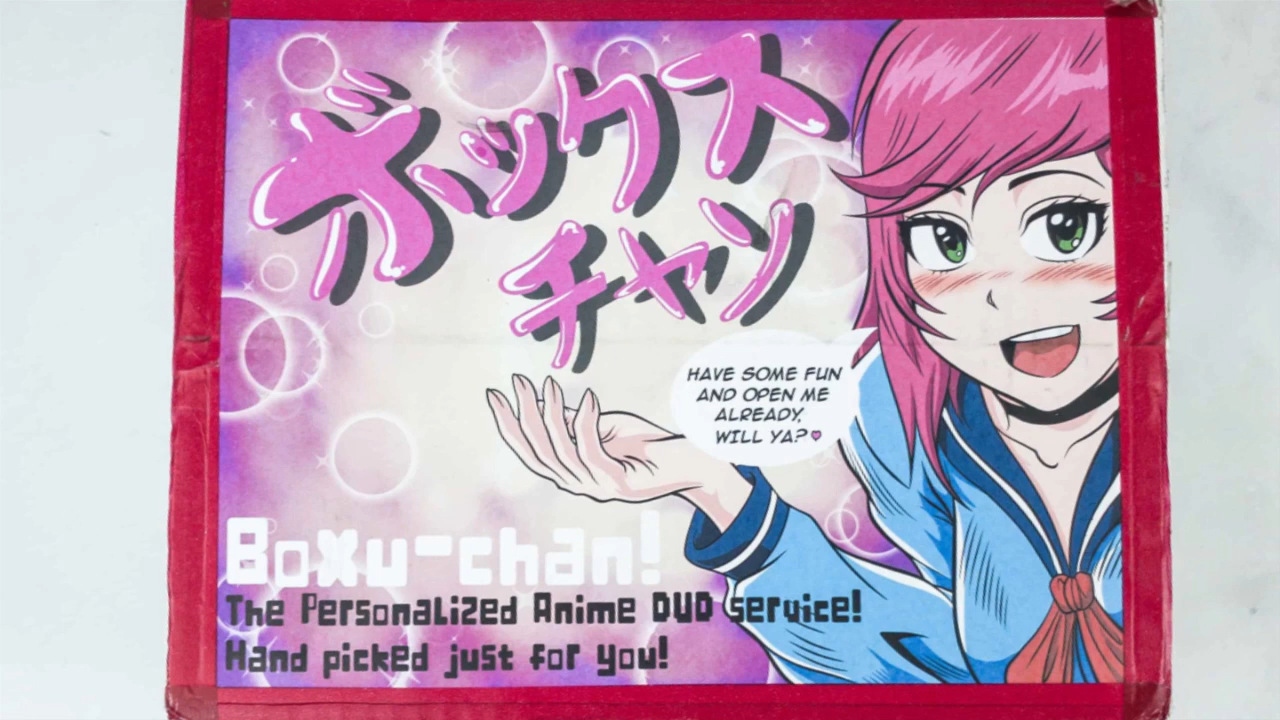 ボックス
チャン
HAVE SOME FUN
AND OPEN ME
ALREADY,
WILL YA?
Boxu-chan!
The Personalized Anime DVD service!
Hand picked just for you!